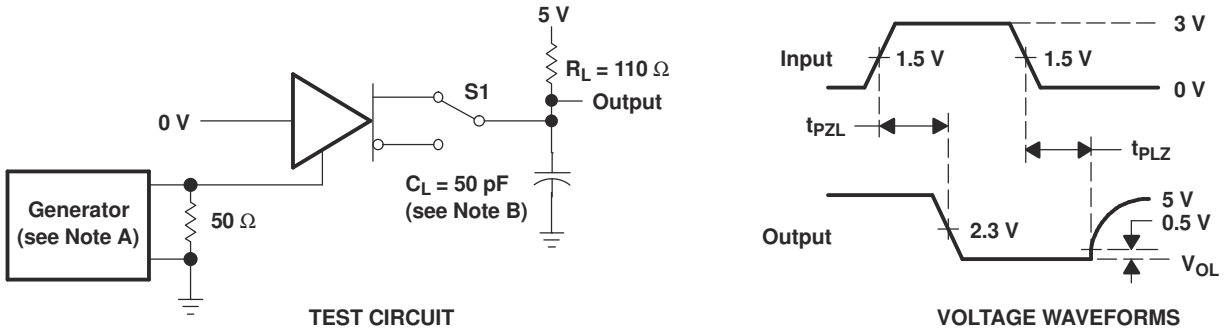 5 V
R_L = 110 Ω
S1
Output
0 V
C_L = 50 pF
(see Note B)
Generator
(see Note A)
50 Ω
TEST CIRCUIT
3 V
Input
1.5 V
1.5 V
0 V
t_PZL
t_PLZ
5 V
0.5 V
Output
2.3 V
V_OL
VOLTAGE WAVEFORMS